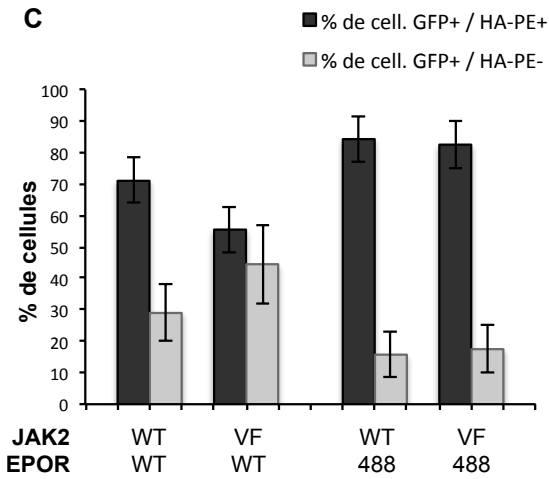 C
% de cell. GFP+ / HA-PE+
% de cell. GFP+ / HA-PE-
% de cellules
100
90
80
70
60
50
40
30
20
10
0
JAK2 WT VF WT VF
EPOR WT WT 488 488